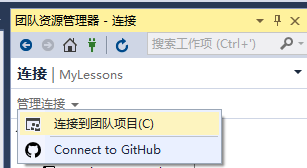 团队资源管理器 - 连接
搜索工作项 (Ctrl+')
连接 | MyLessons
管理连接
连接到团队项目(C)
Connect to GitHub